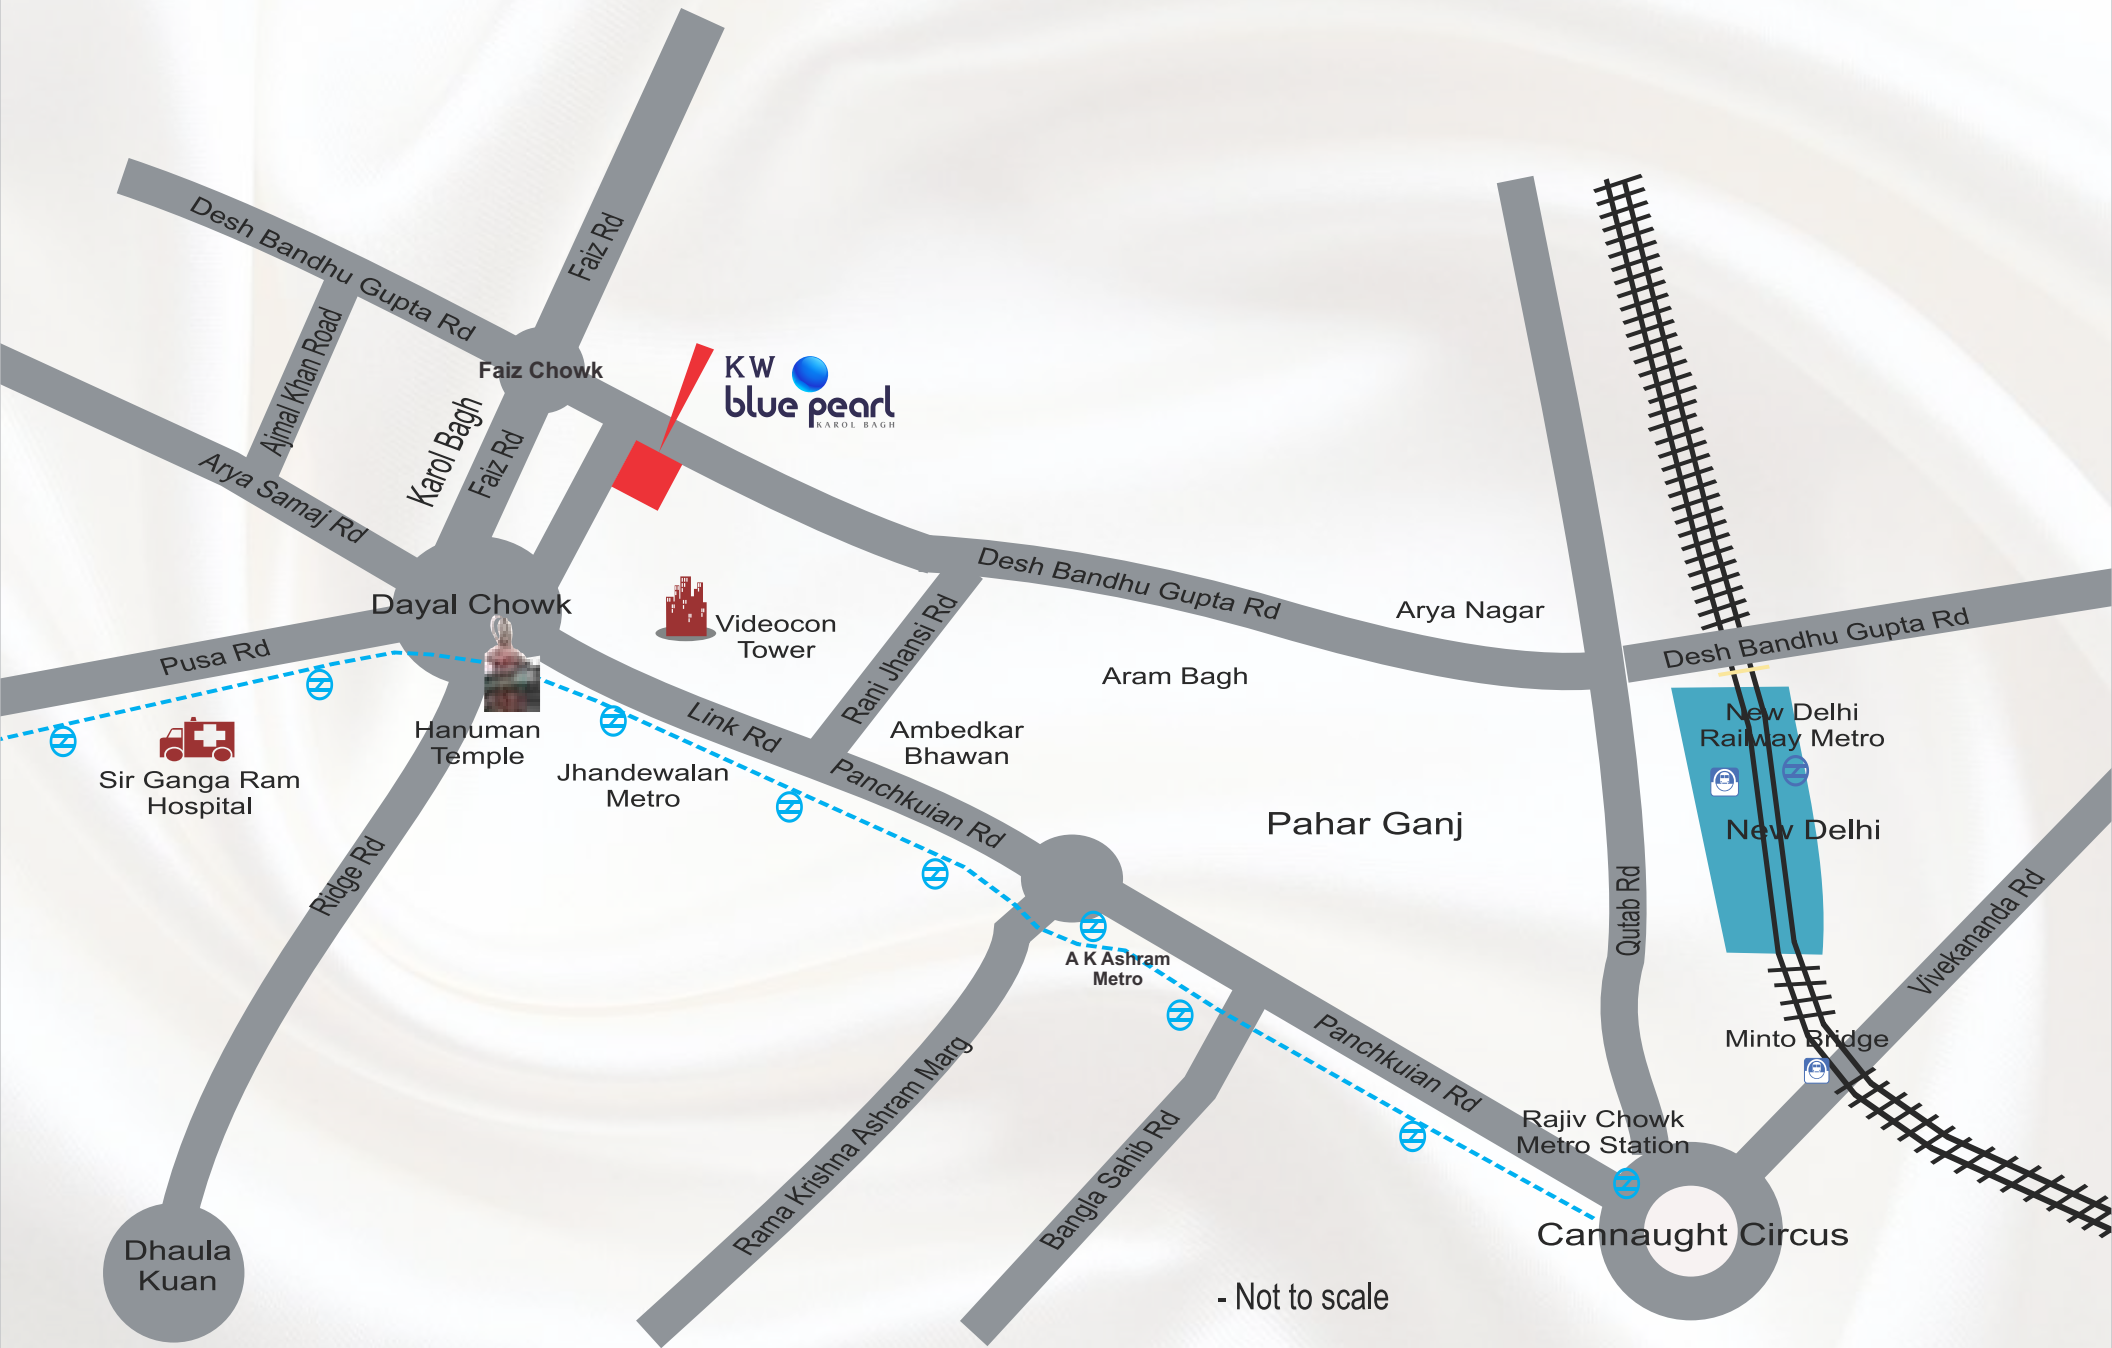 Desh Bandhu Gupta Rd
Faiz Rd
Ajmal Khan Road
Faiz Chowk
KW
blue pearl
KAROL BAGH
Karol Bagh
Faiz Rd
Arya Samaj Rd
Dayal Chowk
Pusa Rd
Videocon
Tower
Rani Jhansi Rd
Desh Bandhu Gupta Rd
Arya Nagar
Aram Bagh
Desh Bandhu Gupta Rd
New Delhi
Railway Metro
New Delhi
Hanuman
Temple
Link Rd
Ambedkar
Bhawan
Sir Ganga Ram
Hospital
Jhandewalan
Metro
Panchkuian Rd
Pahar Ganj
Ridge Rd
Qutab Rd
Vivekananda Rd
A K Ashram
Metro
Minto Bridge
Panchkuian Rd
Rajiv Chowk
Metro Station
Rama Krishna Ashram Marg
Bangla Sahib Rd
Dhaula
Kuan
Cannaught Circus
- Not to scale